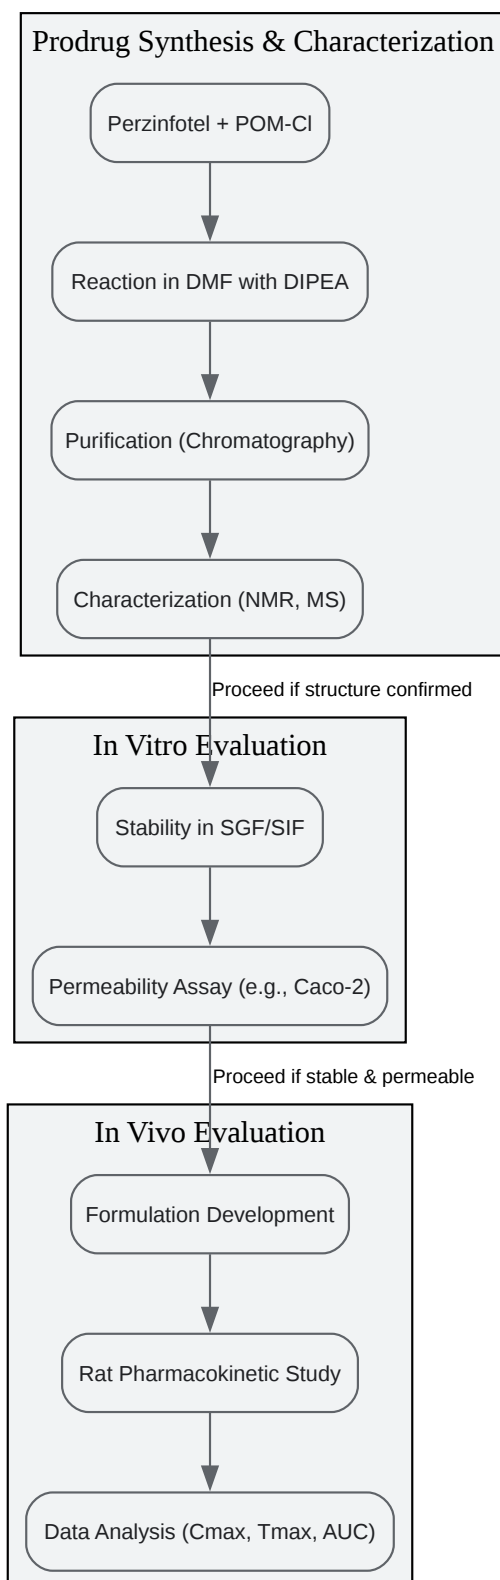 Prodrug Synthesis & Characterization
Perzinfotel + POM-Cl
Reaction in DMF with DIPEA
Purification (Chromatography)
Characterization (NMR, MS)
Proceed if structure confirmed
In Vitro Evaluation
Stability in SGF/SIF
Permeability Assay (e.g., Caco-2)
Proceed if stable & permeable
In Vivo Evaluation
Formulation Development
Rat Pharmacokinetic Study
Data Analysis (Cmax, Tmax, AUC)